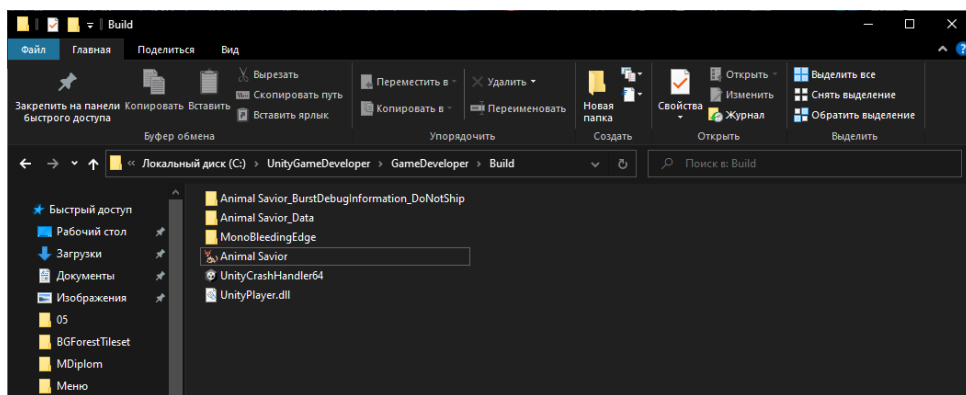 Build
Файл Главная Поделиться Вид
Закрепить на панели быстрого доступа
Копировать
Вставить
Вырезать
Скопировать путь
Вставить ярлык
Буфер обмена
Переместить в
Копировать в
Удалить
Переименовать
Упорядочить
Новая папка
Создать
Свойства
Открыть
Изменить
Журнал
Открыть
Выделить все
Снять выделение
Обратить выделение
Выделить
« Локальный диск (C:) › UnityGameDeveloper › GameDeveloper › Build
Поиск в: Build
Быстрый доступ
Рабочий стол
Загрузки
Документы
Изображения
05
BGForestTileset
MDiplom
Меню
Animal Savior_BurstDebugInformation_DoNotShip
Animal Savior_Data
MonoBleedingEdge
Animal Savior
UnityCrashHandler64
UnityPlayer.dll